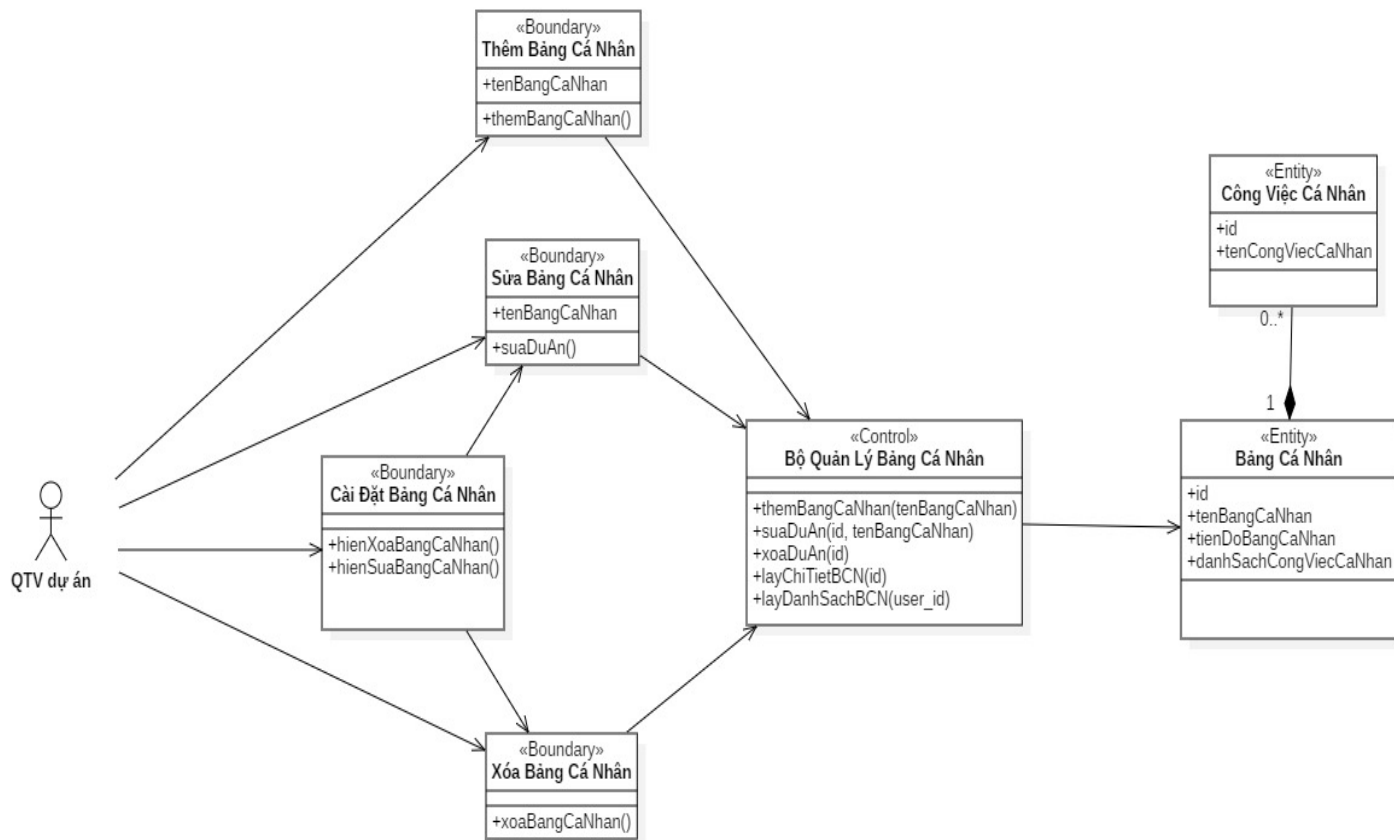 «Boundary»
Thêm Bảng Cá Nhân
+tenBangCaNhan
+themBangCaNhan()
«Entity»
Công Việc Cá Nhân
+id
+tenCongViecCaNhan
0..*
«Boundary»
Sửa Bảng Cá Nhân
+tenBangCaNhan
+suaDuAn()
1
«Boundary»
Cài Đặt Bảng Cá Nhân
+hienXoaBangCaNhan()
+hienSuaBangCaNhan()
«Control»
Bộ Quản Lý Bảng Cá Nhân
+themBangCaNhan(tenBangCaNhan)
+suaDuAn(id, tenBangCaNhan)
+xoaDuAn(id)
+layChiTietBCN(id)
+layDanhSachBCN(user_id)
«Entity»
Bảng Cá Nhân
+id
+tenBangCaNhan
+tienDoBangCaNhan
+danhSachCongViecCaNhan
QTV dự án
«Boundary»
Xóa Bảng Cá Nhân
+xoaBangCaNhan()